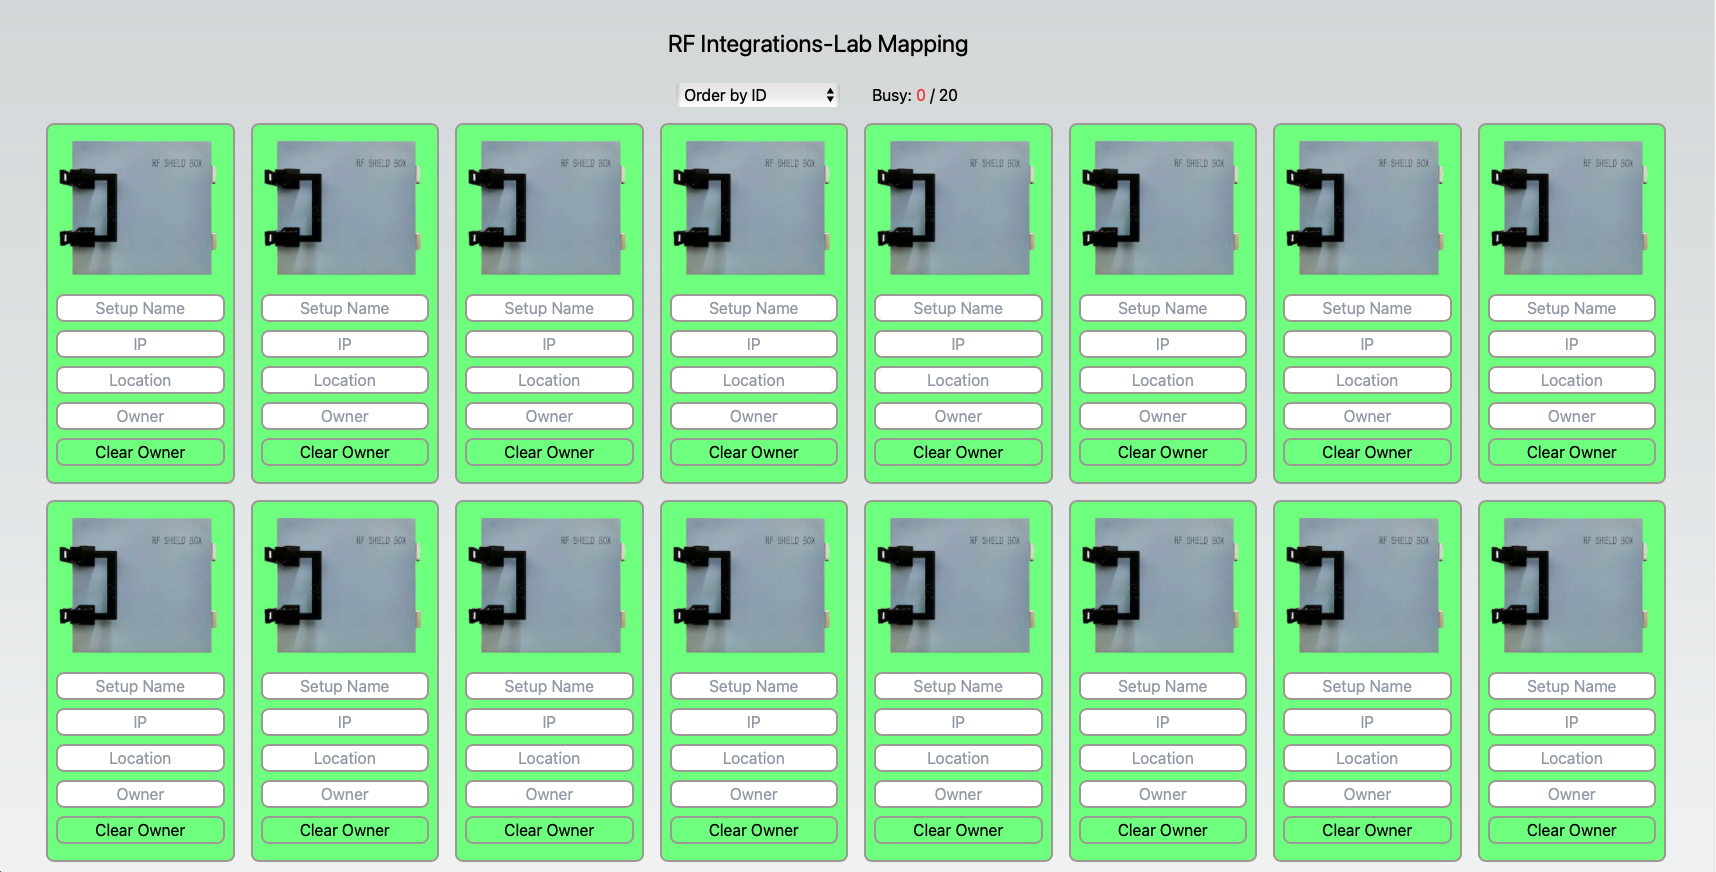 RF Integrations-Lab Mapping
Order by ID Busy: 0 / 20
RF SHIELD BOX RF SHIELD BOX RF SHIELD BOX RF SHIELD BOX RF SHIELD BOX RF SHIELD BOX RF SHIELD BOX RF SHIELD BOX
Setup Name Setup Name Setup Name Setup Name Setup Name Setup Name Setup Name Setup Name
IP IP IP IP IP IP IP IP
Location Location Location Location Location Location Location Location
Owner Owner Owner Owner Owner Owner Owner Owner
Clear Owner Clear Owner Clear Owner Clear Owner Clear Owner Clear Owner Clear Owner Clear Owner
RF SHIELD BOX RF SHIELD BOX RF SHIELD BOX RF SHIELD BOX RF SHIELD BOX RF SHIELD BOX RF SHIELD BOX RF SHIELD BOX
Setup Name Setup Name Setup Name Setup Name Setup Name Setup Name Setup Name Setup Name
IP IP IP IP IP IP IP IP
Location Location Location Location Location Location Location Location
Owner Owner Owner Owner Owner Owner Owner Owner
Clear Owner Clear Owner Clear Owner Clear Owner Clear Owner Clear Owner Clear Owner Clear Owner